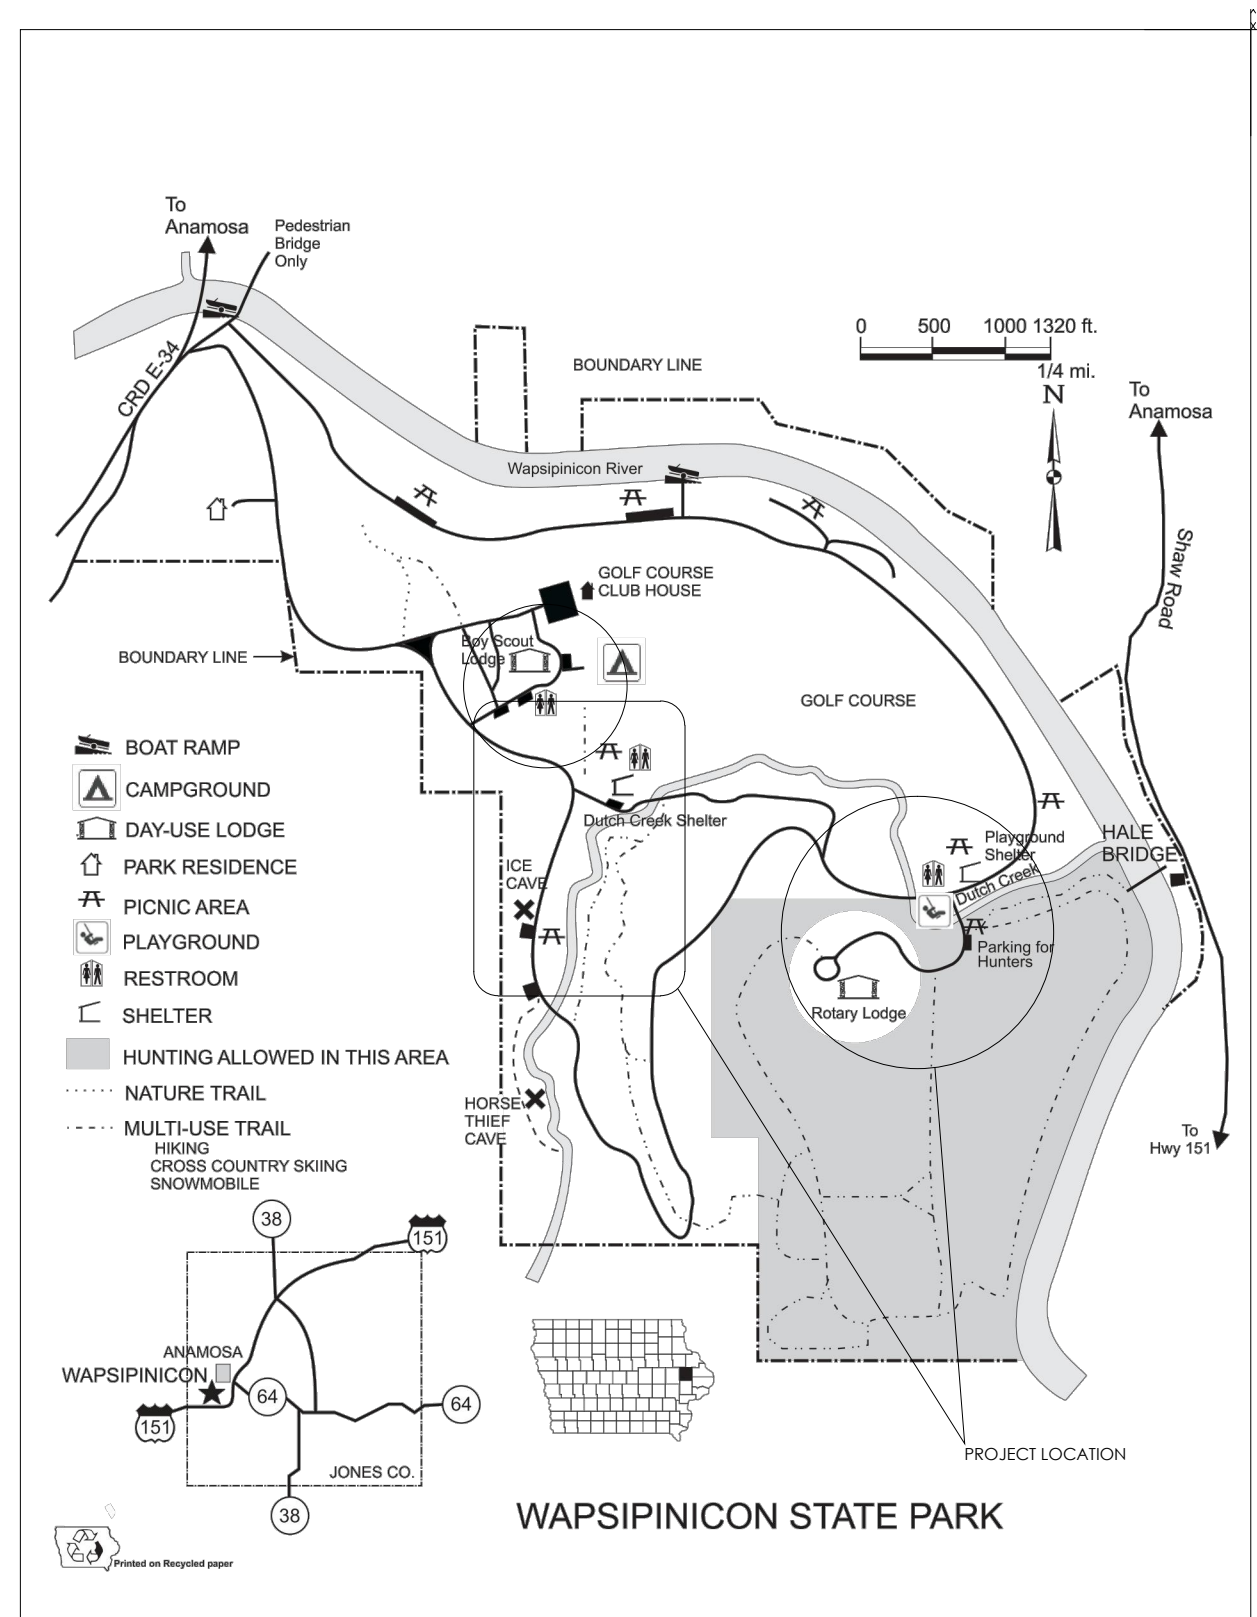 To
Anamosa
Pedestrian
Bridge
Only
CRD E-34
0 500 1000 1320 ft.
1/4 mi.
BOUNDARY LINE
N
To
Anamosa
Wapsipinicon River
Shaw Road
GOLF COURSE
CLUB HOUSE
Boy Scout
Lodge
BOUNDARY LINE
GOLF COURSE
BOAT RAMP
CAMPGROUND
DAY-USE LODGE
PARK RESIDENCE
PICNIC AREA
PLAYGROUND
RESTROOM
SHELTER
HUNTING ALLOWED IN THIS AREA
NATURE TRAIL
MULTI-USE TRAIL
HIKING
CROSS COUNTRY SKIING
SNOWMOBILE
Dutch Creek Shelter
ICE
CAVE
Playground
Shelter
Dutch Creek
HALE
BRIDGE
Parking for
Hunters
Rotary Lodge
HORSE
THIEF
CAVE
To
Hwy 151
38
151
ANAMOSA
WAPSIPINICON
64
64
151
JONES CO.
38
PROJECT LOCATION
WAPSIPINICON STATE PARK
Printed on Recycled paper